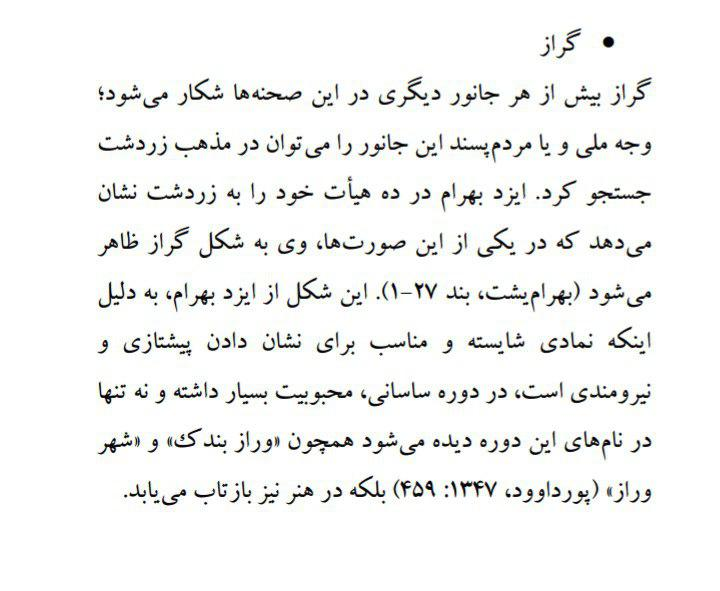 • گراز
گراز بیش از هر جانور دیگری در این صحنه‌ها شکار می‌شود؛
وجه ملی و یا مردم‌پسند این جانور را می‌توان در مذهب زردشت
جستجو کرد. ایزد بهرام در ده هیأت خود را به زردشت نشان
می‌دهد که در یکی از این صورت‌ها، وی به شکل گراز ظاهر
می‌شود (بهرام‌یشت، بند ۲۷-۱). این شکل از ایزد بهرام، به دلیل
اینکه نمادی شایسته و مناسب برای نشان دادن پیشتازی و
نیرومندی است، در دوره ساسانی، محبوبیت بسیار داشته و نه تنها
در نام‌های این دوره دیده می‌شود همچون «وراز بندک» و «شهر
وراز» (پورداوود، ۱۳۴۷: ۴۵۹) بلکه در هنر نیز بازتاب می‌یابد.